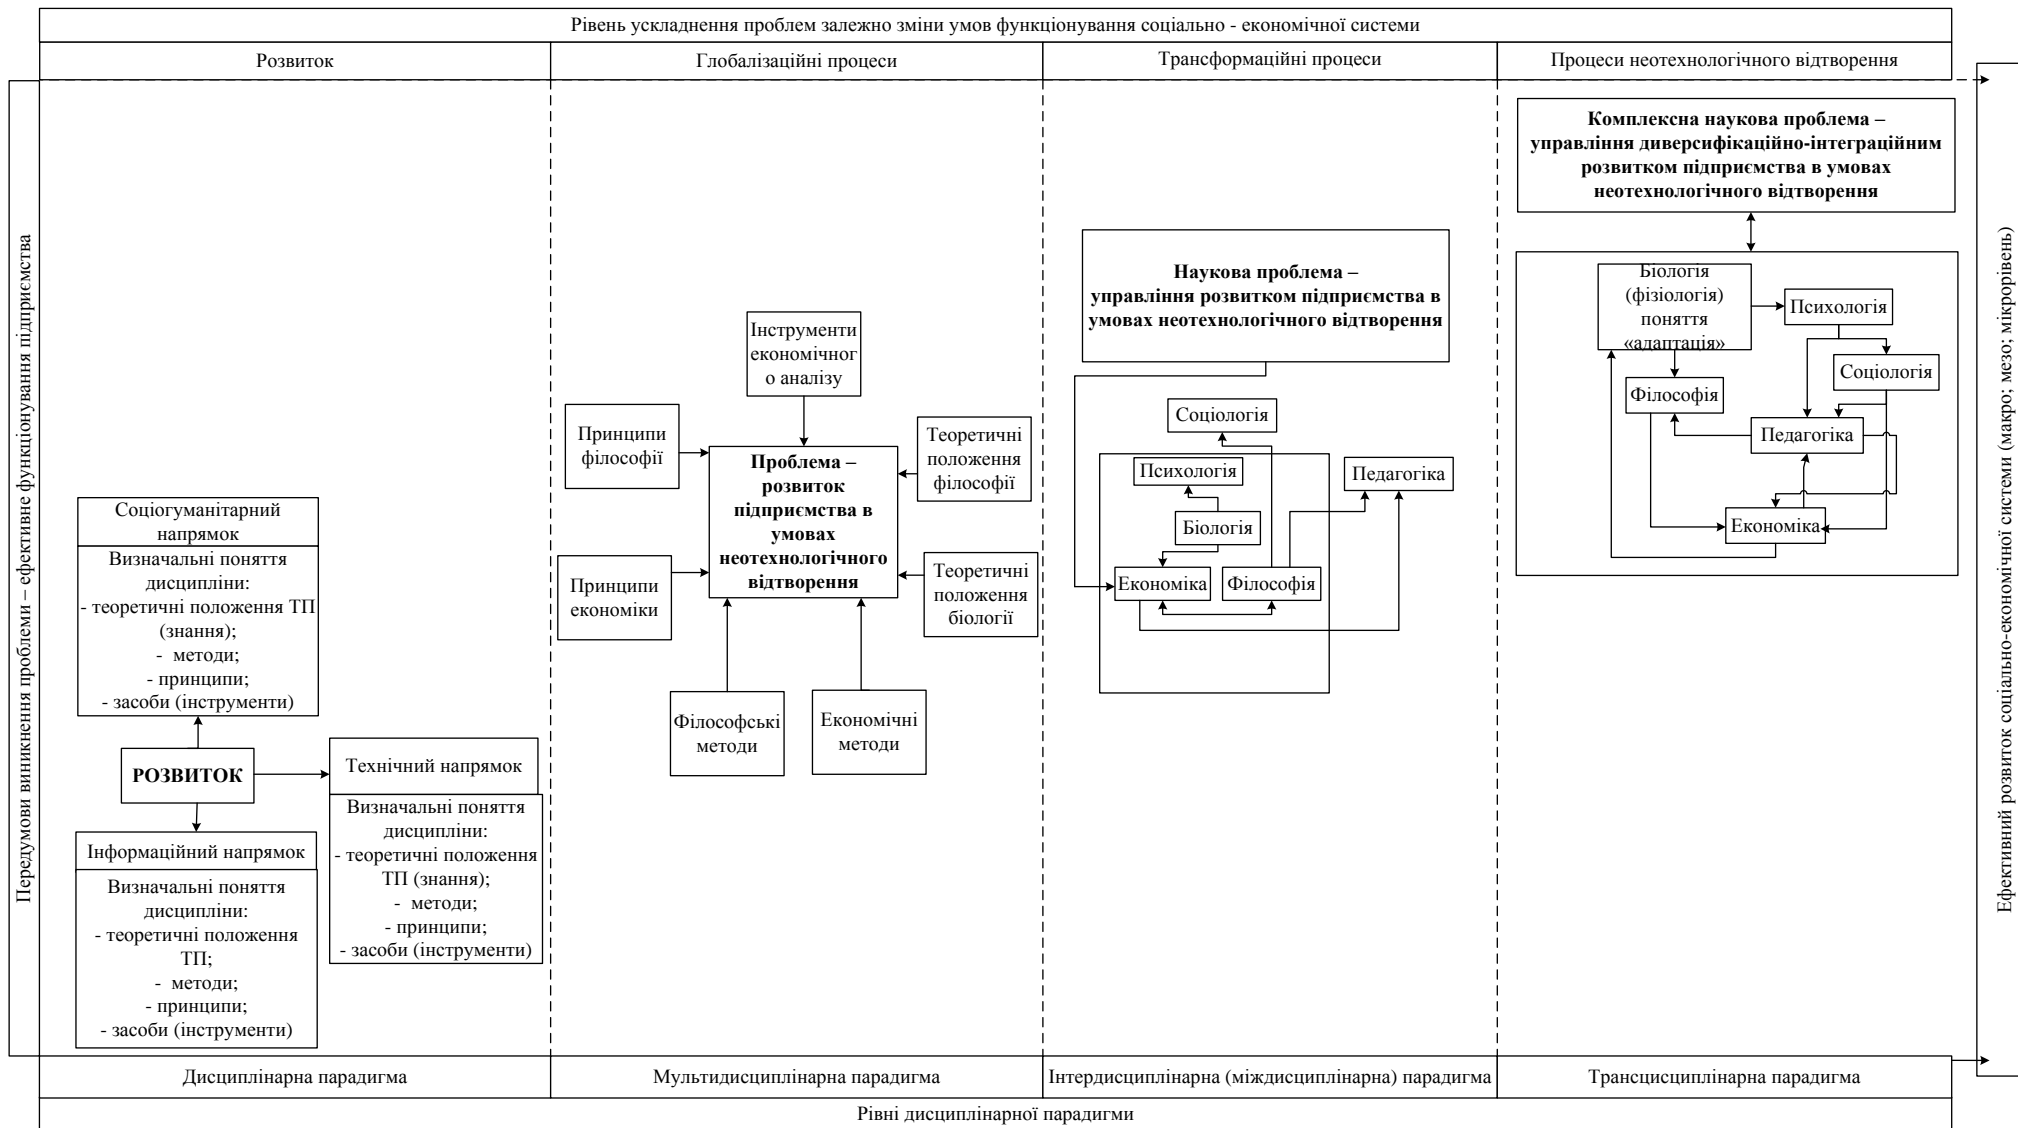 Рівень ускладнення проблем залежно зміни умов функціонування соціально - економічної системи
Розвиток
Глобалізаційні процеси
Трансформаційні процеси
Процеси неотехнологічного відтворення
Передумови виникнення проблеми – ефективне функціонування підприємства
Соціогуманітарний
напрямок
Визначальні поняття
дисципліни:
- теоретичні положення ТП
(знання);
- методи;
- принципи;
- засоби (інструменти)
РОЗВИТОК
Технічний напрямок
Визначальні поняття
дисципліни:
- теоретичні положення
ТП (знання);
- методи;
- принципи;
- засоби (інструменти)
Інформаційний напрямок
Визначальні поняття
дисципліни:
- теоретичні положення
ТП;
- методи;
- принципи;
- засоби (інструменти)
Інструменти
економічног
о аналізу
Принципи
філософії
Теоретичні
положення
філософії
Проблема –
розвиток
підприємства в
умовах
неотехнологічного
відтворення
Принципи
економіки
Теоретичні
положення
біології
Філософські
методи
Економічні
методи
Наукова проблема –
управління розвитком підприємства в
умовах неотехнологічного відтворення
Соціологія
Психологія
Педагогіка
Біологія
Економіка
Філософія
Комплексна наукова проблема –
управління диверсифікаційно-інтеграційним
розвитком підприємства в умовах
неотехнологічного відтворення
Біологія
(фізіологія)
поняття
«адаптація»
Психологія
Соціологія
Філософія
Педагогіка
Економіка
Ефективний розвиток соціально-економічної системи (макро; мезо; мікрорівень)
Дисциплінарна парадигма
Мультидисциплінарна парадигма
Інтердисциплінарна (міждисциплінарна) парадигма
Трансцисциплінарна парадигма
Рівні дисциплінарної парадигми